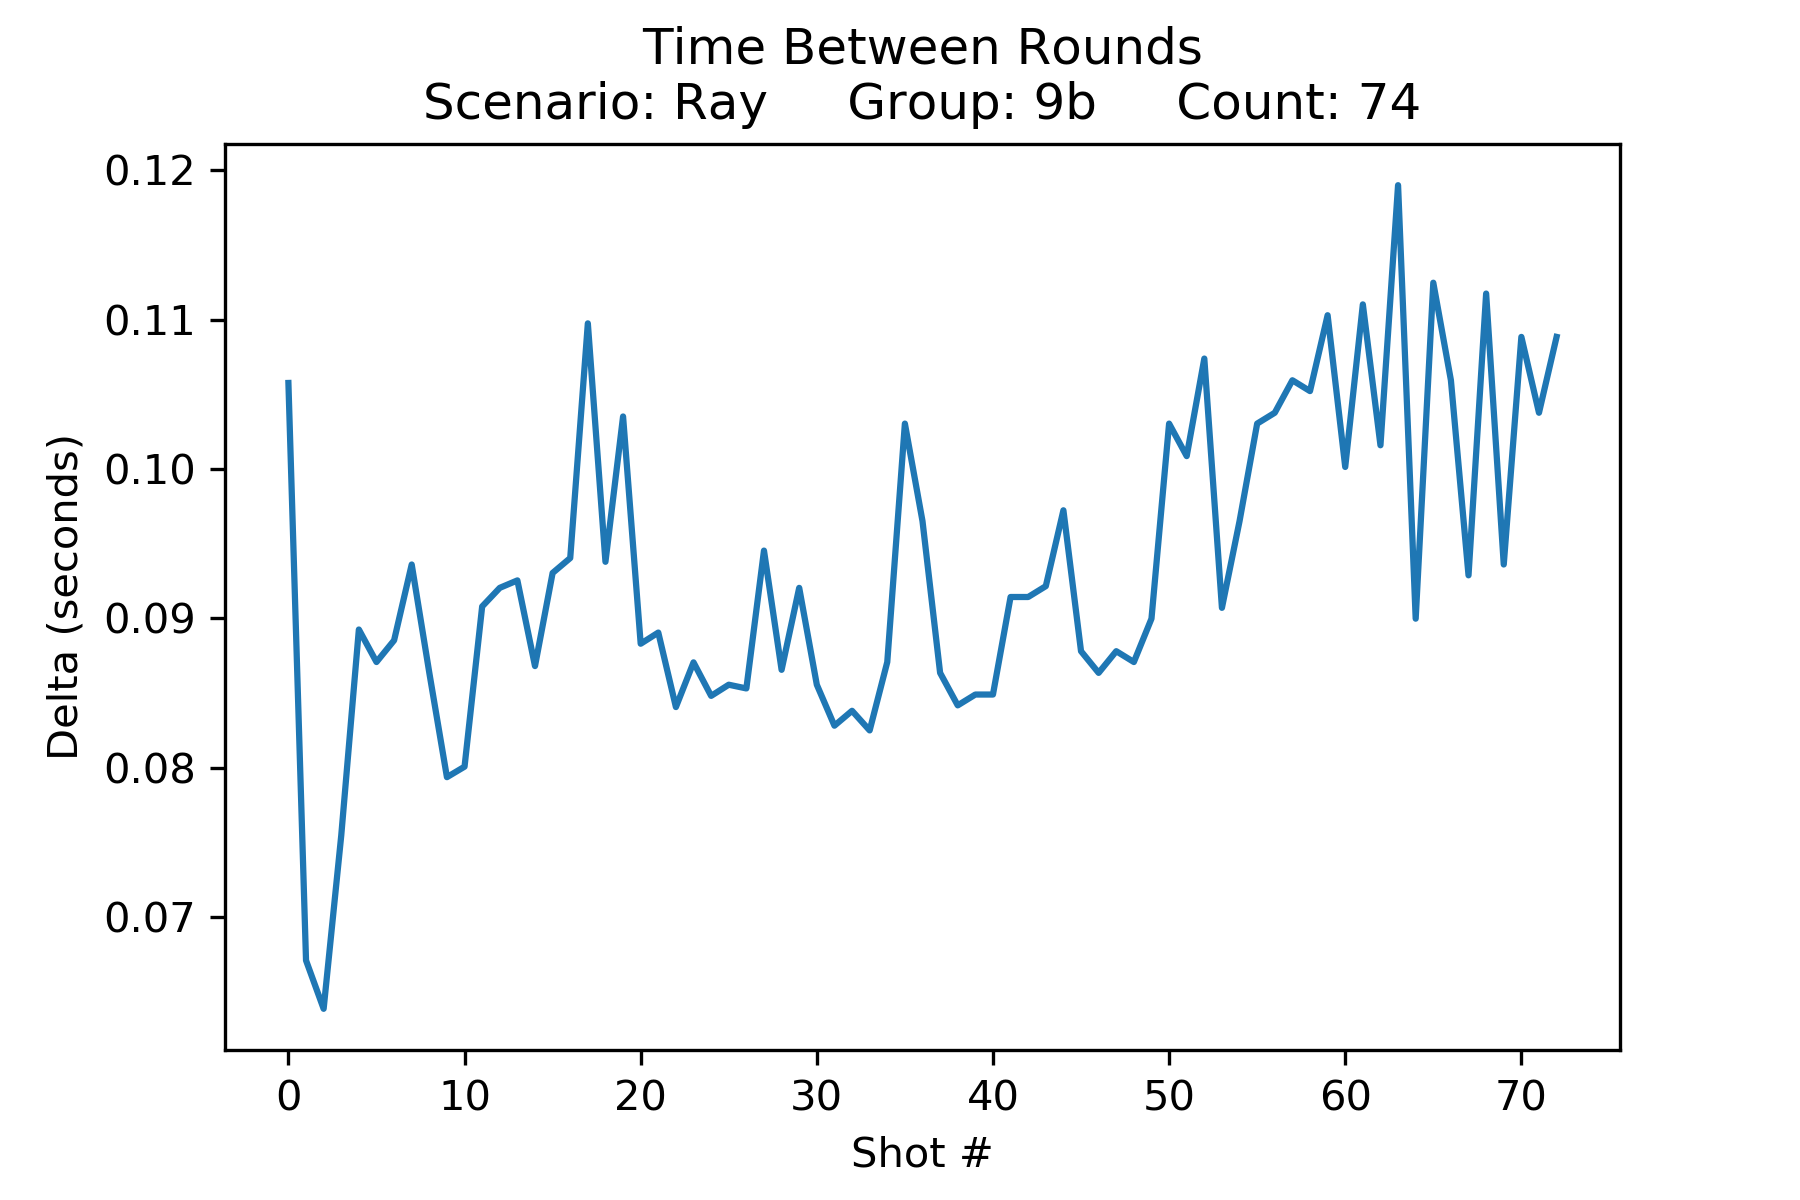 Time Between Rounds
Scenario: Ray Group: 9b Count: 74
0.12
0.11
0.10
0.09
0.08
0.07
Delta (seconds)
0 10 20 30 40 50 60 70
Shot #